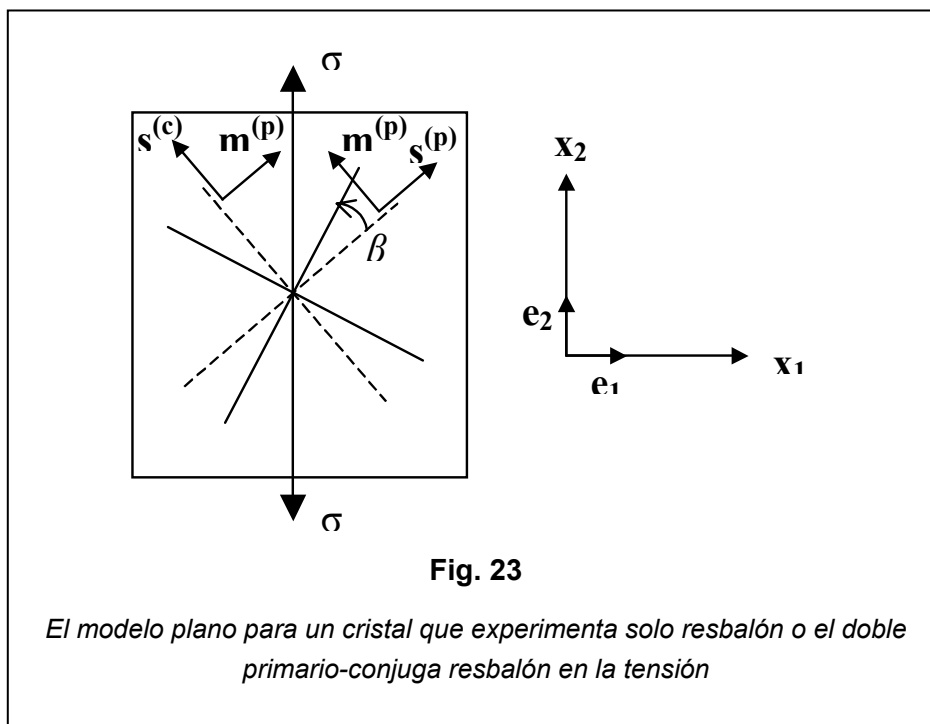 σ
s(c) m(p) m(p) s(p)
β
x2
e2
e1
x1
σ
Fig. 23
El modelo plano para un cristal que experimenta solo resbalón o el doble
primario-conjuga resbalón en la tensión